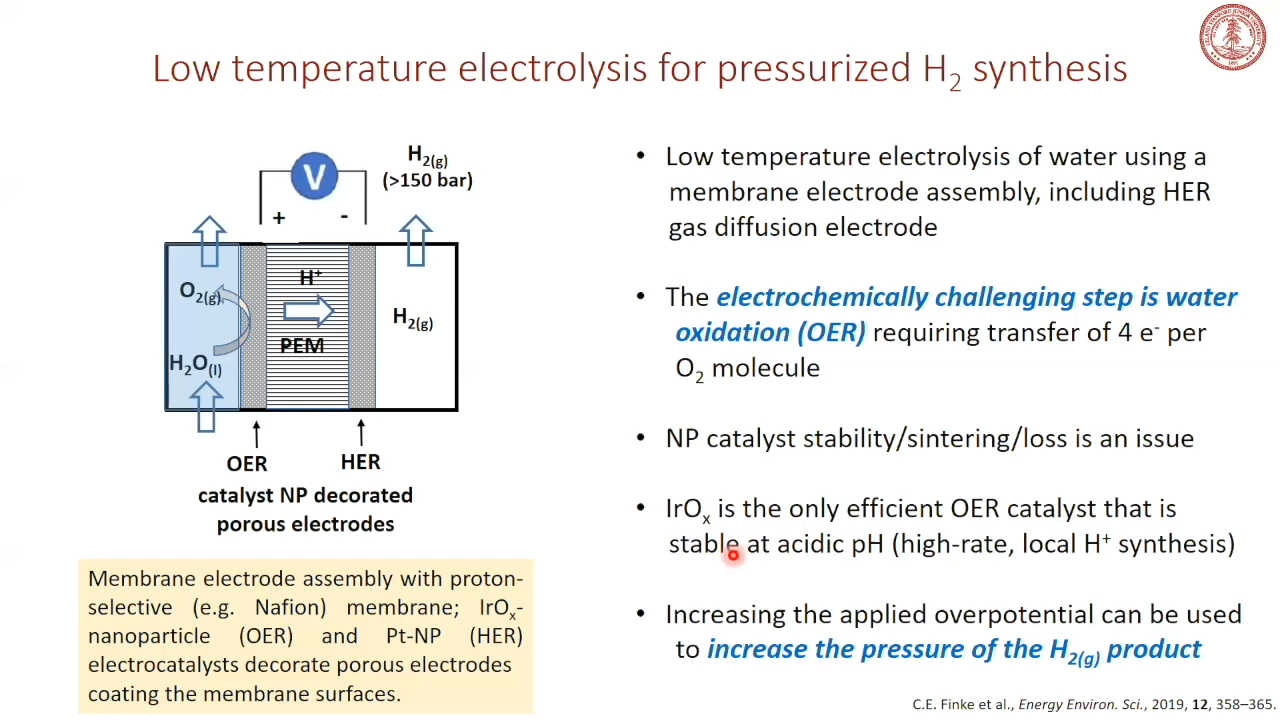 Low temperature electrolysis for pressurized H₂ synthesis
H₂(g)
(>150 bar)
V
+ -
O₂(g)
H⁺
H₂(g)
PEM
H₂O(l)
OER HER
catalyst NP decorated
porous electrodes
Membrane electrode assembly with proton-
selective (e.g. Nafion) membrane; IrOₓ-
nanoparticle (OER) and Pt-NP (HER)
electrocatalysts decorate porous electrodes
coating the membrane surfaces.
• Low temperature electrolysis of water using a
membrane electrode assembly, including HER
gas diffusion electrode
• The electrochemically challenging step is water
oxidation (OER) requiring transfer of 4 e⁻ per
O₂ molecule
• NP catalyst stability/sintering/loss is an issue
• IrOₓ is the only efficient OER catalyst that is
stable at acidic pH (high-rate, local H⁺ synthesis)
• Increasing the applied overpotential can be used
to increase the pressure of the H₂(g) product
C.E. Finke et al., Energy Environ. Sci., 2019, 12, 358–365.